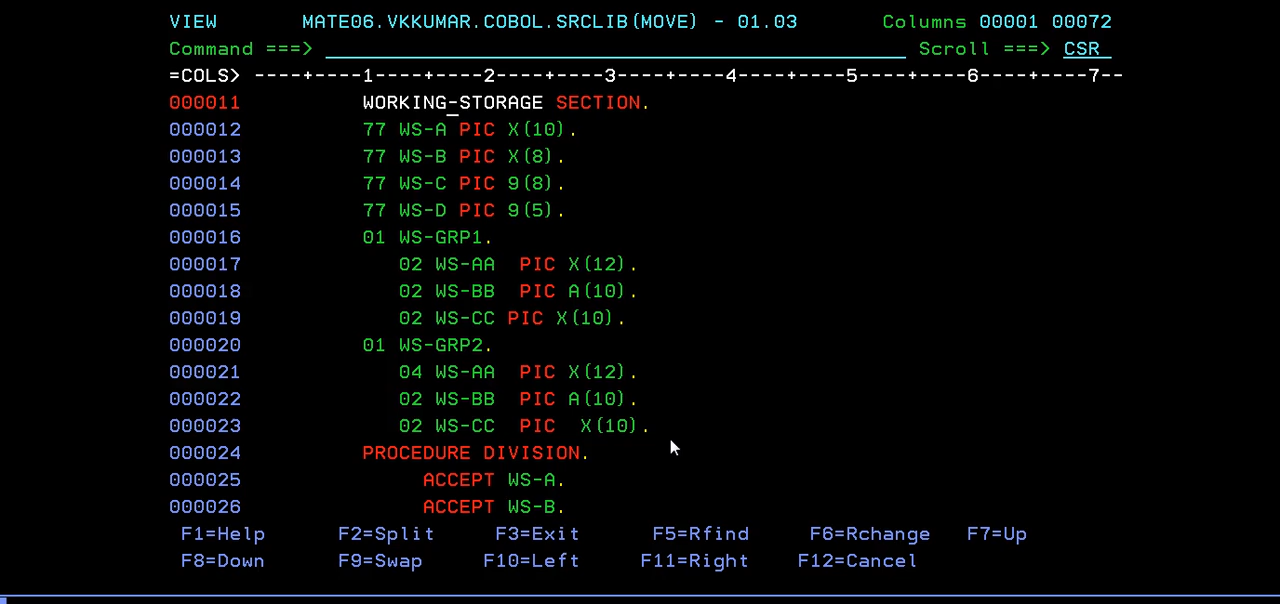 VIEW MATE06.VKKUMAR.COBOL.SRCLIB(MOVE) - 01.03 Columns 00001 00072
Command ===> Scroll ===> CSR
=COLS> ----+----1----+----2----+----3----+----4----+----5----+----6----+----7--
000011 WORKING-STORAGE SECTION.
000012 77 WS-A PIC X(10).
000013 77 WS-B PIC X(8).
000014 77 WS-C PIC 9(8).
000015 77 WS-D PIC 9(5).
000016 01 WS-GRP1.
000017 02 WS-AA PIC X(12).
000018 02 WS-BB PIC A(10).
000019 02 WS-CC PIC X(10).
000020 01 WS-GRP2.
000021 04 WS-AA PIC X(12).
000022 02 WS-BB PIC A(10).
000023 02 WS-CC PIC X(10).
000024 PROCEDURE DIVISION.
000025 ACCEPT WS-A.
000026 ACCEPT WS-B.
F1=Help F2=Split F3=Exit F5=Rfind F6=Rchange F7=Up
F8=Down F9=Swap F10=Left F11=Right F12=Cancel